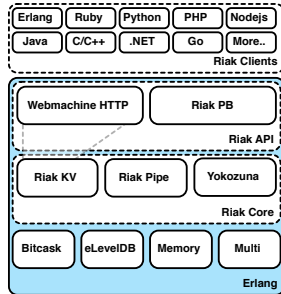 Erlang Ruby Python PHP Nodejs
Java C/C++ .NET Go More..
Riak Clients
Webmachine HTTP Riak PB
Riak API
Riak KV Riak Pipe Yokozuna
Riak Core
Bitcask eLevelDB Memory Multi
Erlang